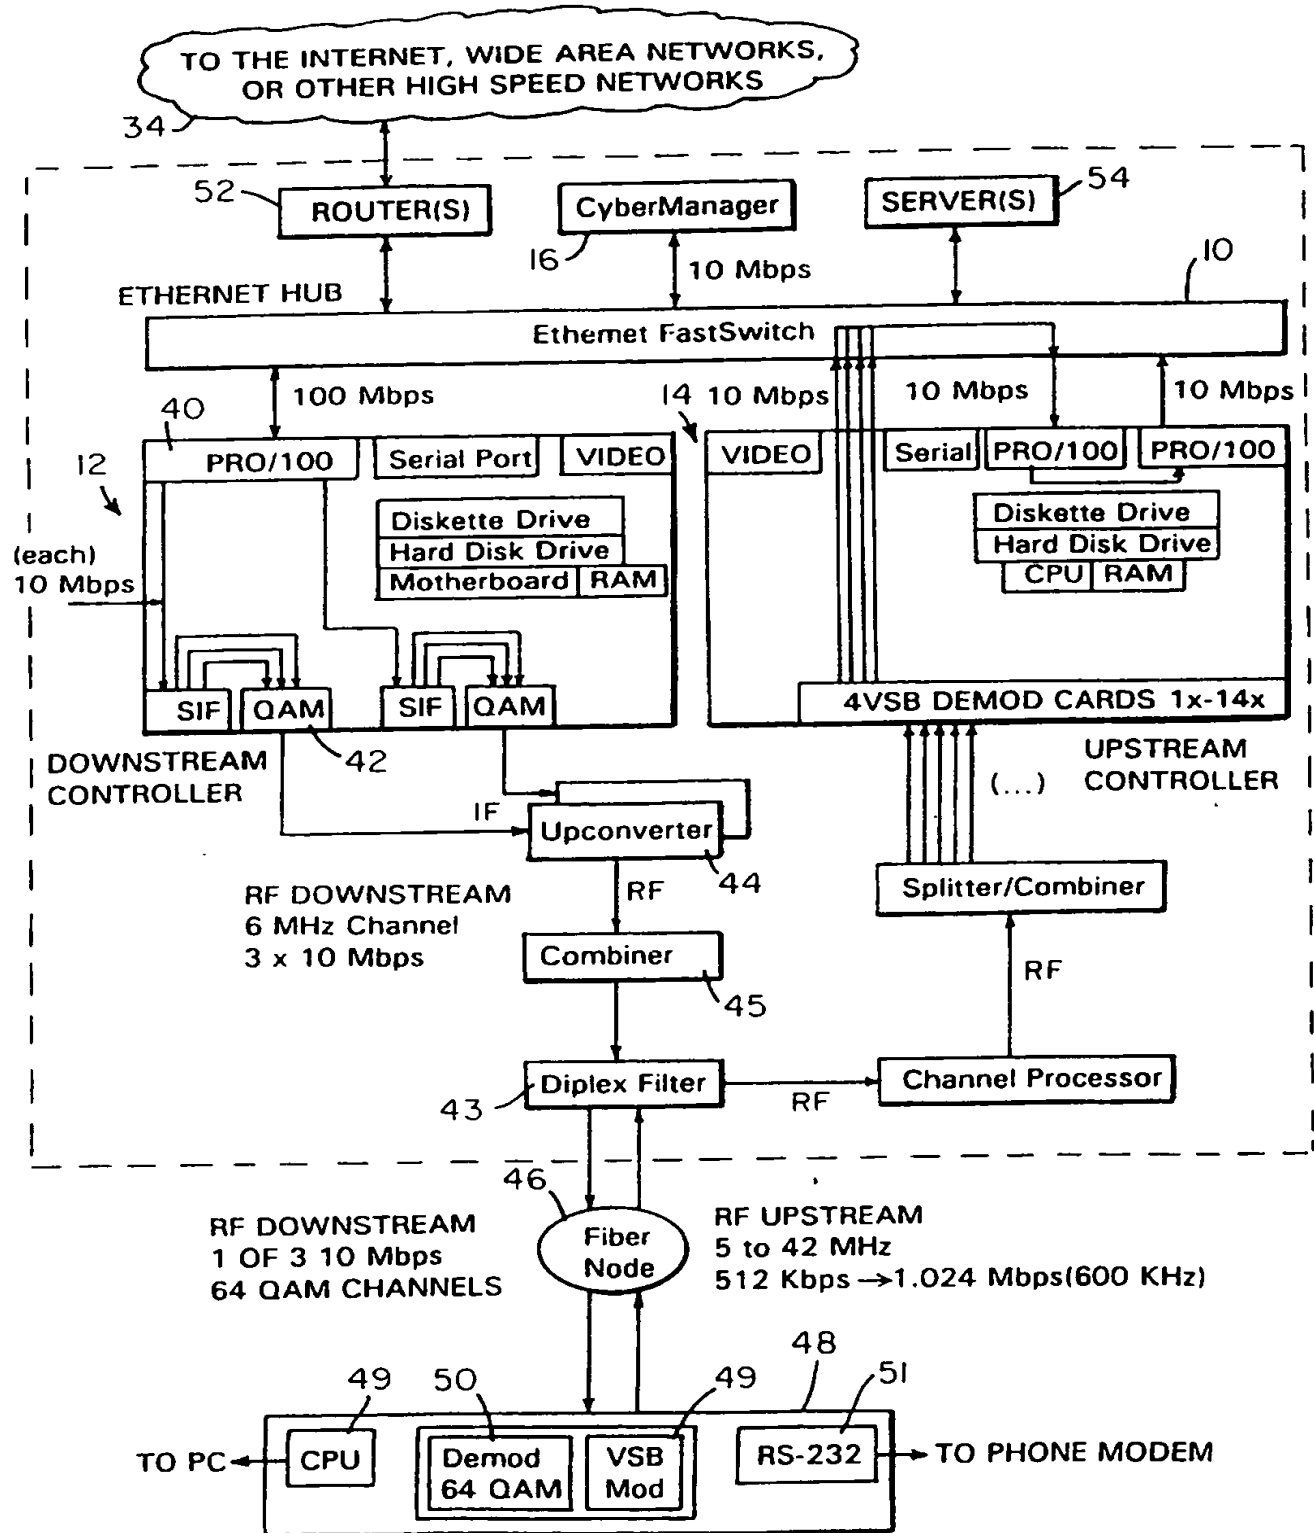 TO THE INTERNET, WIDE AREA NETWORKS,
OR OTHER HIGH SPEED NETWORKS
34
52
ROUTER(S)
CyberManager
16
SERVER(S)
54
10 Mbps
10
ETHERNET HUB
Ethernet FastSwitch
100 Mbps
14
10 Mbps
10 Mbps
10 Mbps
40
12
PRO/100
Serial Port
VIDEO
VIDEO
Serial
PRO/100
PRO/100
Diskette Drive
Hard Disk Drive
Motherboard
RAM
Diskette Drive
Hard Disk Drive
CPU
RAM
(each)
10 Mbps
SIF
QAM
SIF
QAM
4VSB DEMOD CARDS 1x-14x
42
DOWNSTREAM
CONTROLLER
UPSTREAM
CONTROLLER
(...)
IF
Upconverter
44
RF
RF DOWNSTREAM
6 MHz Channel
3 x 10 Mbps
Splitter/Combiner
Combiner
45
RF
Diplex Filter
43
RF
Channel Processor
46
Fiber
Node
RF DOWNSTREAM
1 OF 3 10 Mbps
64 QAM CHANNELS
RF UPSTREAM
5 to 42 MHz
512 Kbps→1.024 Mbps(600 KHz)
48
49
50
49
51
TO PC
CPU
Demod
64 QAM
VSB
Mod
RS-232
TO PHONE MODEM